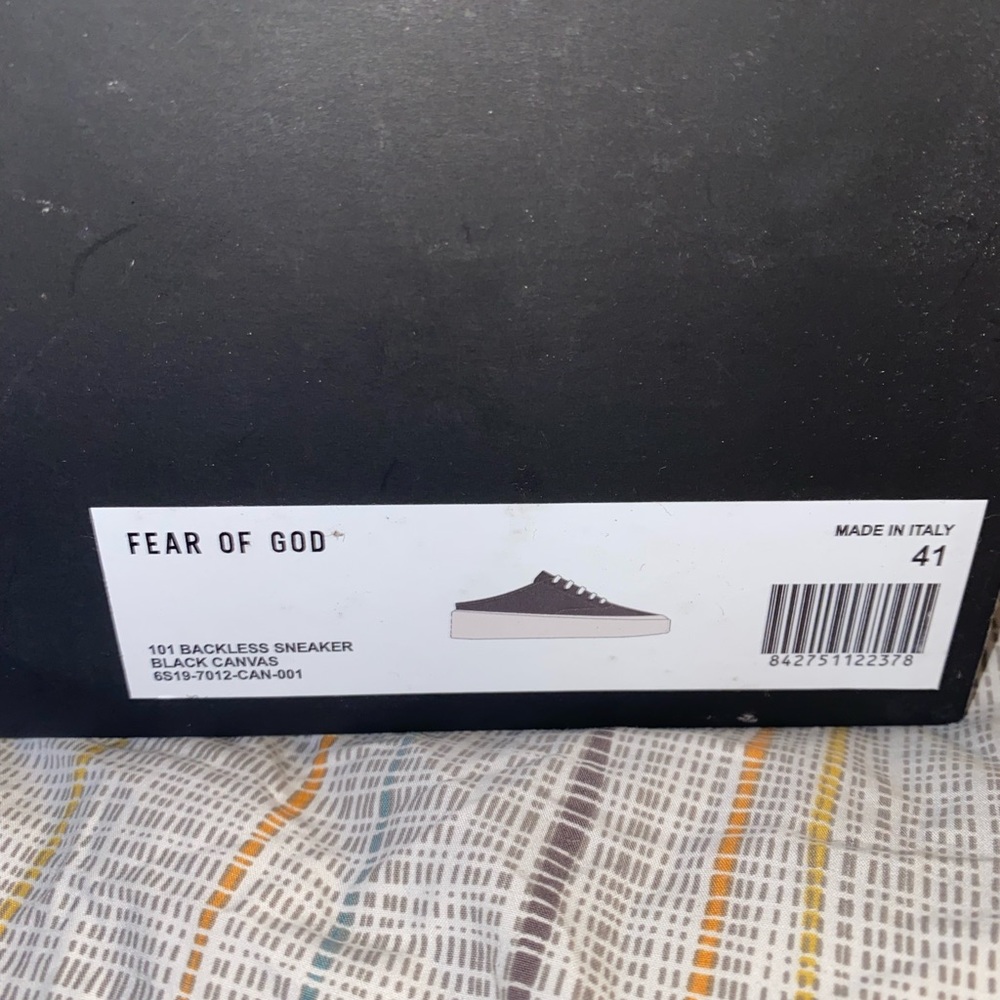 FEAR OF GOD
MADE IN ITALY
41
101 BACKLESS SNEAKER
BLACK CANVAS
6S19-7012-CAN-001
842751122378